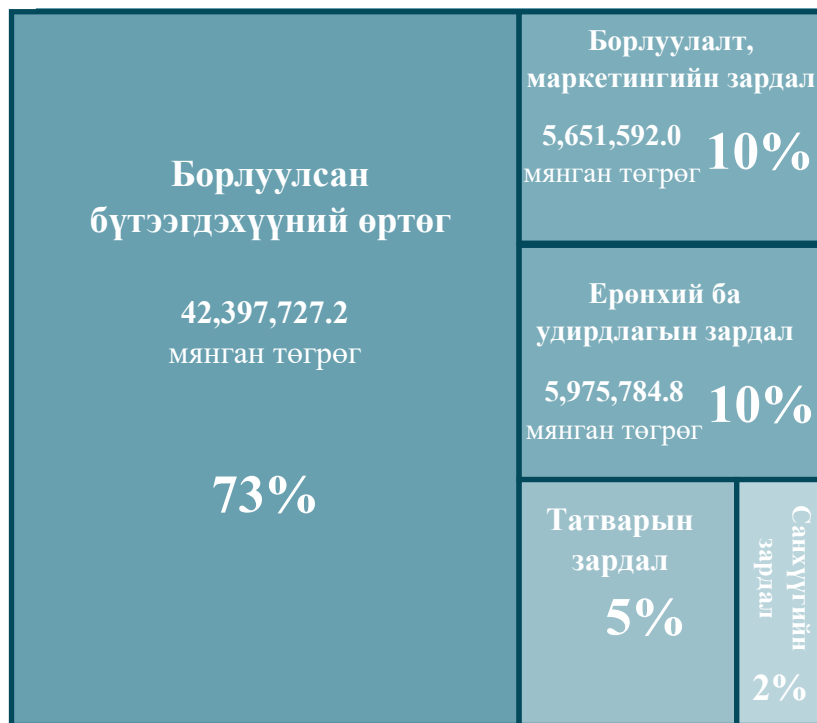 Борлуулсан
бүтээгдэхүүний өртөг
42,397,727.2
мянган төгрөг
73%
Борлуулалт,
маркетингийн зардал
5,651,592.0
мянган төгрөг
10%
Ерөнхий ба
удирдлагын зардал
5,975,784.8
мянган төгрөг
10%
Татварын
зардал
5%
Санхүүгийн
зардал
2%